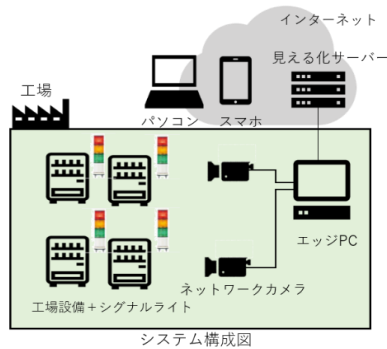 インターネット
見える化サーバー
工場
パソコン
スマホ
エッジPC
ネットワークカメラ
工場設備+シグナルライト
システム構成図